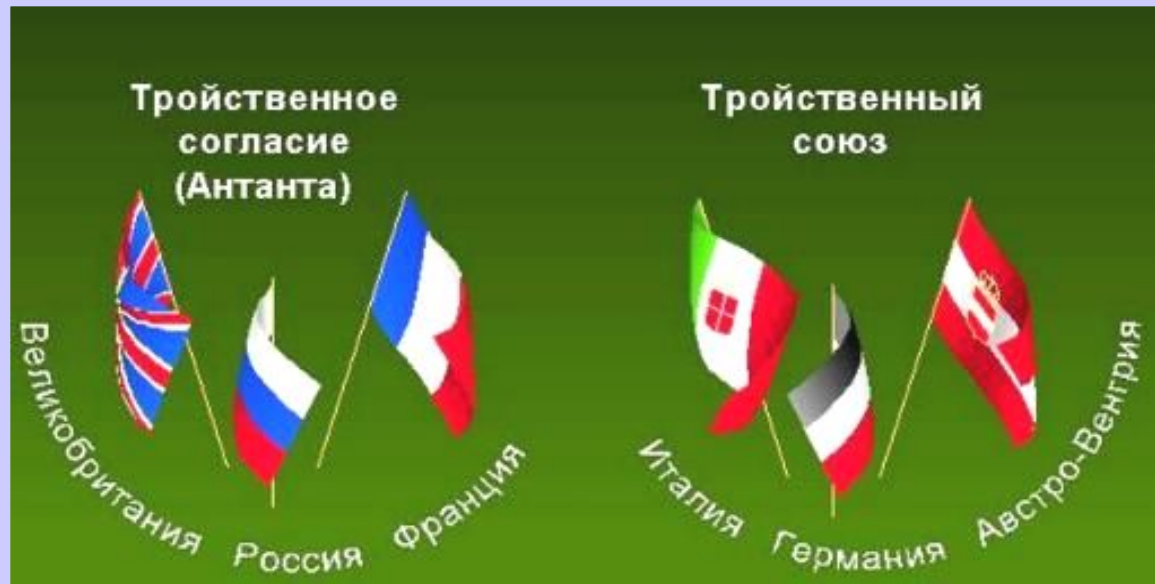 Тройственное
согласие
(Антанта)
Великобритания Россия Франция
Тройственный
союз
Италия Германия Австро-Венгрия